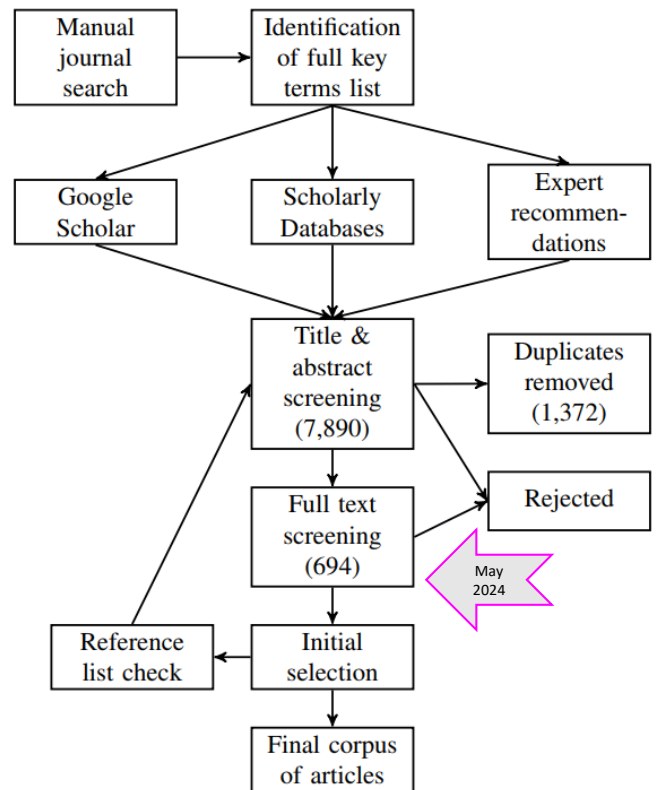 Manual
journal
search
Identification
of full key
terms list
Google
Scholar
Scholarly
Databases
Expert
recommen-
dations
Title &
abstract
screening
(7,890)
Duplicates
removed
(1,372)
Full text
screening
(694)
Rejected
May
2024
Reference
list check
Initial
selection
Final corpus
of articles